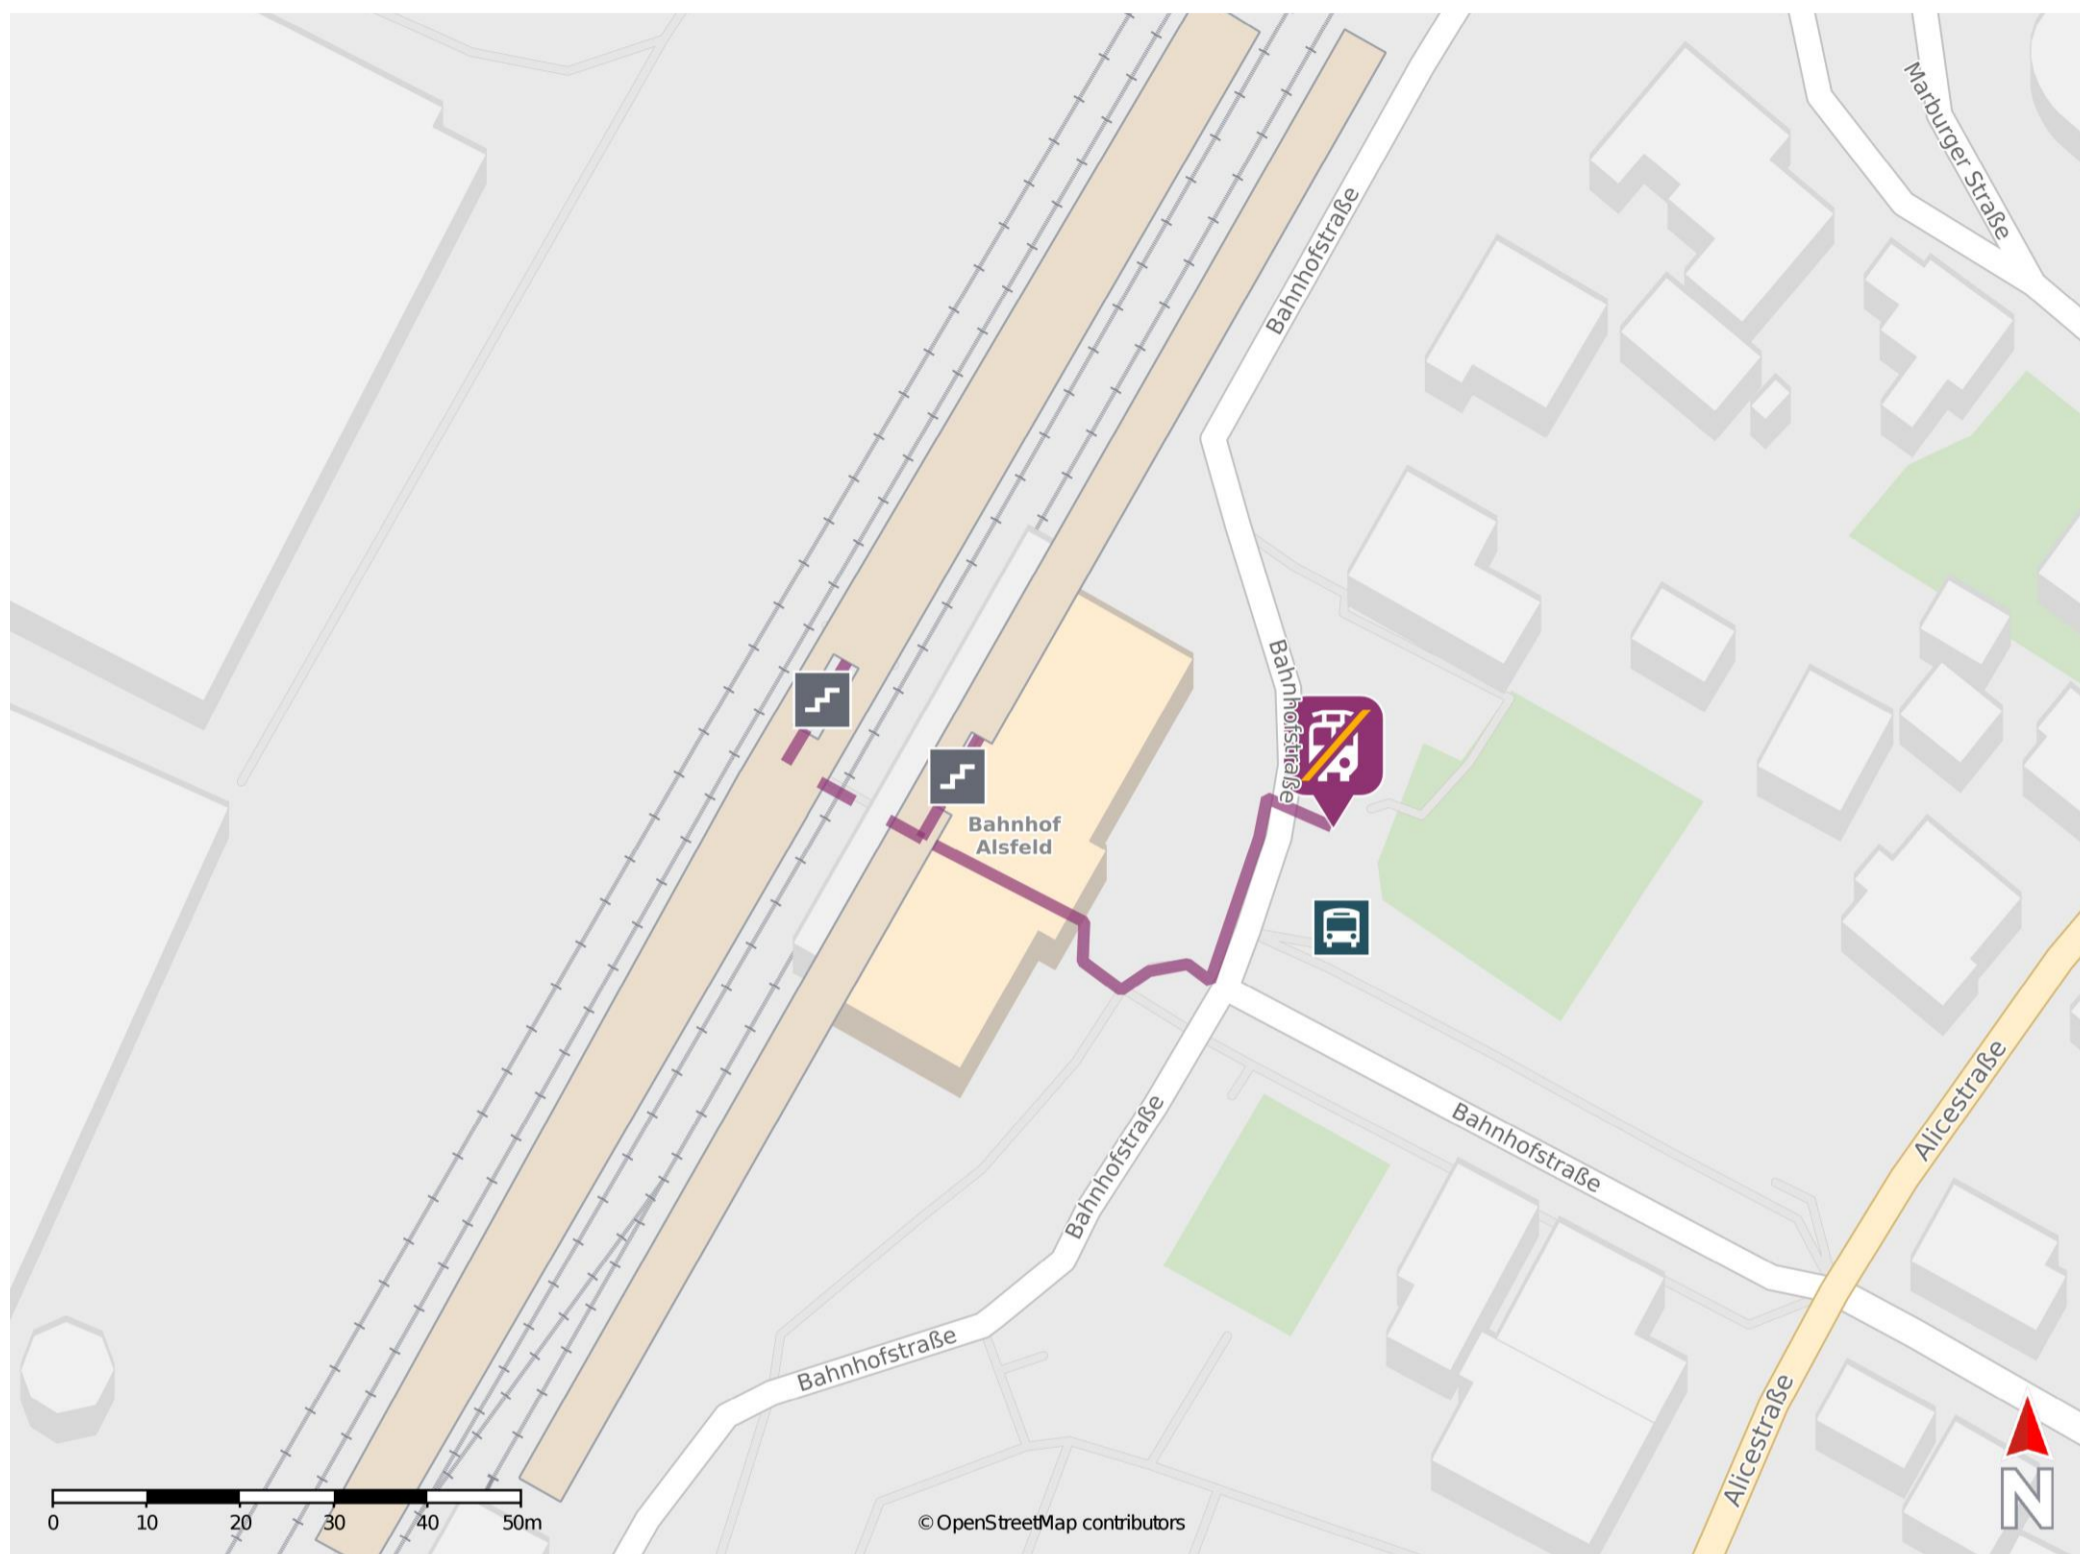 Marburger Straße
Bahnhofstraße
Bahnhofstraße
Bahnhof
Alsfeld
Bahnhofstraße
Bahnhofstraße
Alicestraße
Bahnhofstraße
Alicestraße
0 10 20 30 40 50m
© OpenStreetMap contributors
N